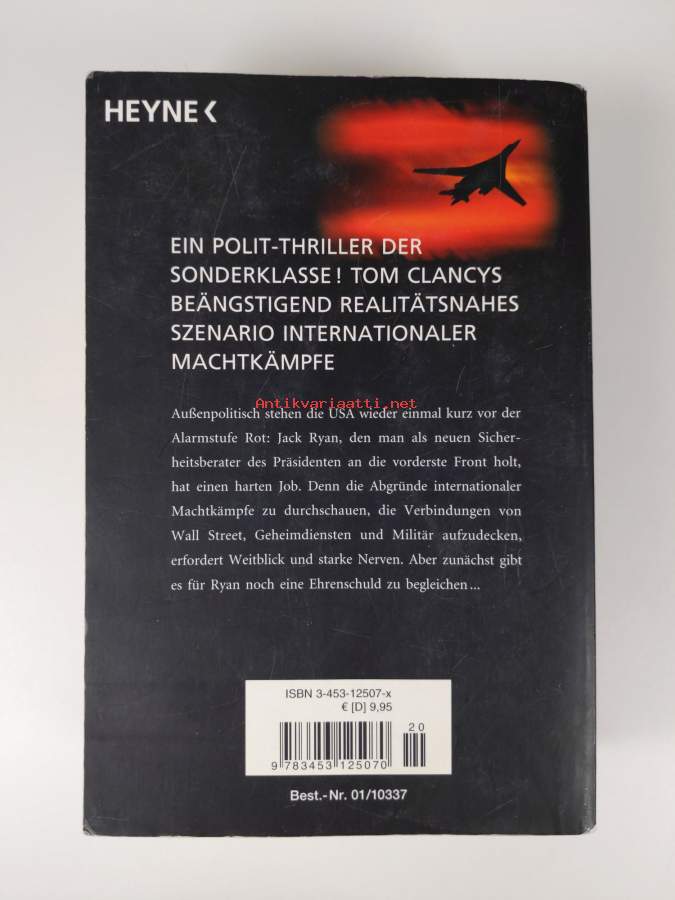 HEYNE<
EIN POLIT-THRILLER DER
SONDERKLASSE! TOM CLANCYS
BEÄNGSTIGEND REALITÄTSNAHES
SZENARIO INTERNATIONALER
MACHTKÄMPFE
Antikvariaatti.net
Außenpolitisch stehen die USA wieder einmal kurz vor der
Alarmstufe Rot: Jack Ryan, den man als neuen Sicher-
heitsberater des Präsidenten an die vorderste Front holt,
hat einen harten Job. Denn die Abgründe internationaler
Machtkämpfe zu durchschauen, die Verbindungen von
Wall Street, Geheimdiensten und Militär aufzudecken,
erfordert Weitblick und starke Nerven. Aber zunächst gibt
es für Ryan noch eine Ehrenschuld zu begleichen...
ISBN 3-453-12507-x
€ [D] 9,95
20
9 783453 125070
Best.-Nr. 01/10337